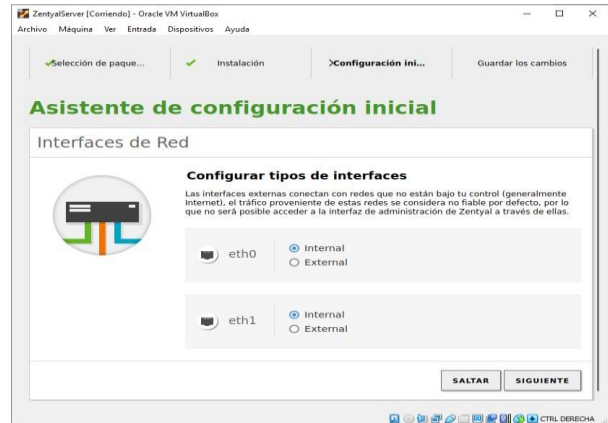 ZentyalServer [Corriendo] - Oracle VM VirtualBox
Archivo Máquina Ver Entrada Dispositivos Ayuda
Selección de paque...
Instalación
Configuración ini...
Guardar los cambios
Asistente de configuración inicial
Interfaces de Red
Configurar tipos de interfaces
Las interfaces externas conectan con redes que no están bajo tu control (generalmente
Internet), el tráfico proveniente de estas redes se considera no fiable por defecto, por lo
que no será posible acceder a la interfaz de administración de Zentyal a través de ellas.
eth0
Internal
External
eth1
Internal
External
SALTAR
SIGUIENTE
CTRL DERECHA